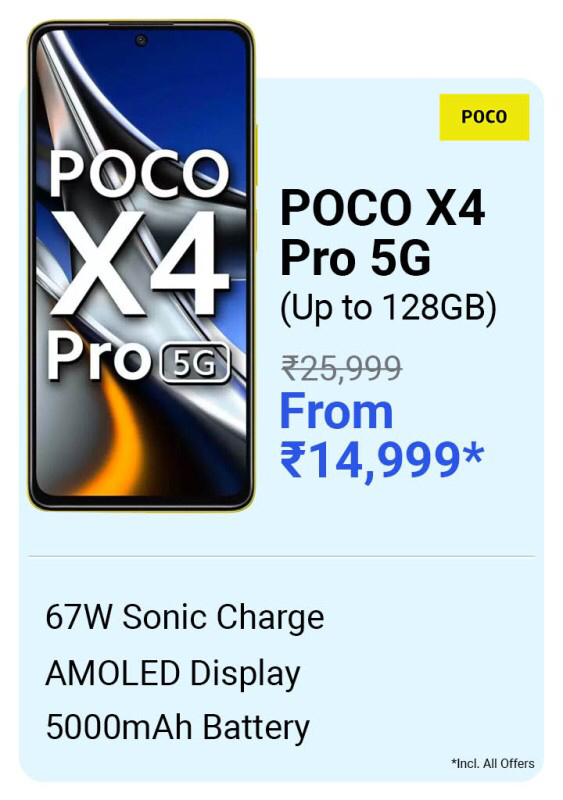 POCO
X4
Pro 5G
POCO
POCO X4
Pro 5G
(Up to 128GB)
₹25,999
From
₹14,999*
67W Sonic Charge
AMOLED Display
5000mAh Battery
*Incl. All Offers